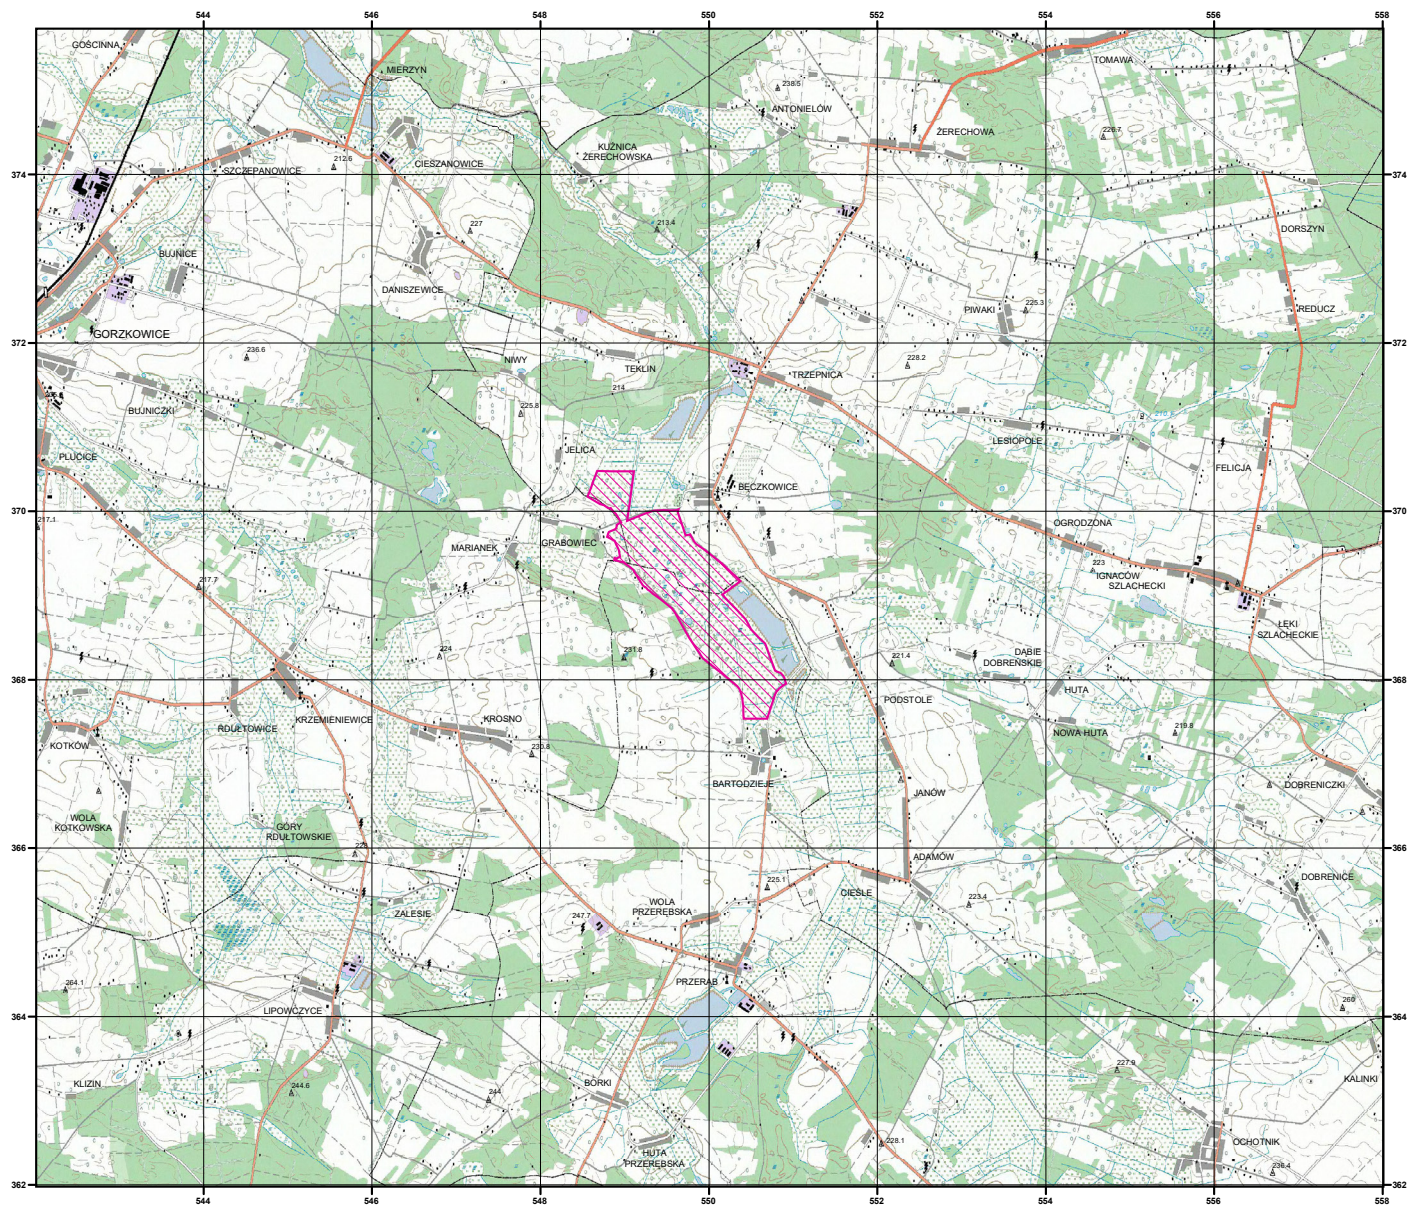 544 546 548 550 552 554 556 558
GOŚCINNA
MIERZYN
TOMAWA
238.5
ANTONIELÓW
ŻERECHOWA
226.7
KUŹNICA
ŻERECHOWSKA
CIESZANOWICE
212.6
SZCZEPANOWICE
374
374
227
213.4
DORSZYN
BUJNICE
DANISZEWICE
PIWAKI
225.3
REDUCZ
GORZKOWICE
372
372
236.6
NIWY
TEKLIN
228.2
TRZEPNICA
214
225.8
BUJNICZKI
LESIOPOLE
PLUCICE
JELICA
FELICJA
BĘCZKOWICE
370
370
217.1
OGRODZONA
GRABOWIEC
MARIANEK
223
IGNACÓW
SZLACHECKI
217.7
ŁĘKI
SZLACHECKIE
224
231.8
221.4
DĄBIE
DOBREŃSKIE
368
368
HUTA
PODSTOLE
KRZEMIENIEWICE
KROSNO
RDUŁTOWICE
219.8
NOWA HUTA
KOTKÓW
230.8
BARTODZIEJE
DOBRENICZKI
JANÓW
WOLA
KOTKOWSKA
GÓRY
RDUŁTOWSKIE
366
366
ADAMÓW
DOBRENICE
225.1
CIEŚLE
223.4
WOLA
PRZERĘBSKA
ZALESIE
247.7
264.1
PRZERĄB
260
LIPOWCZYCE
364
364
227.9
KLIZIN
244.6
244
BORKI
KALINKI
228.1
OCHOTNIK
HUTA
PRZERĘBSKA
236.4
362
362
544 546 548 550 552 554 556 558